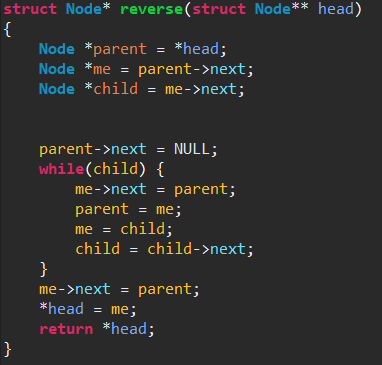 struct Node* reverse(struct Node** head)
{
    Node *parent = *head;
    Node *me = parent->next;
    Node *child = me->next;


    parent->next = NULL;
    while(child) {
        me->next = parent;
        parent = me;
        me = child;
        child = child->next;
    }
    me->next = parent;
    *head = me;
    return *head;
}